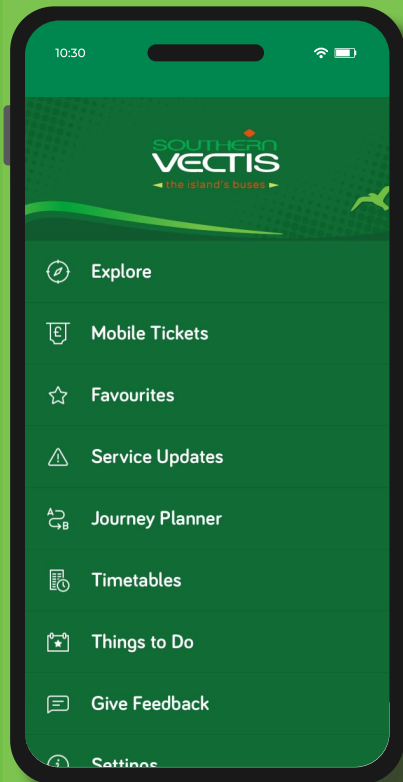 10:30
SOUTHERN
VECTIS
the island's buses
Explore
£
Mobile Tickets
Favourites
Service Updates
A
B
Journey Planner
Timetables
Things to Do
Give Feedback
Settings